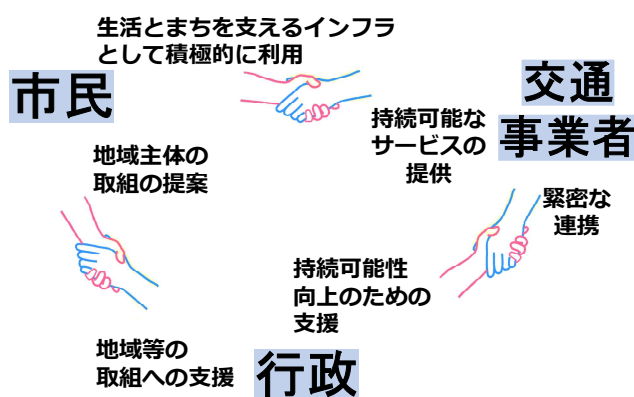 生活とまちを支えるインフラ
として積極的に利用
市民
交通
事業者
持続可能な
サービスの
提供
地域主体の
取組の提案
緊密な
連携
持続可能性
向上のための
支援
地域等の
取組への支援
行政